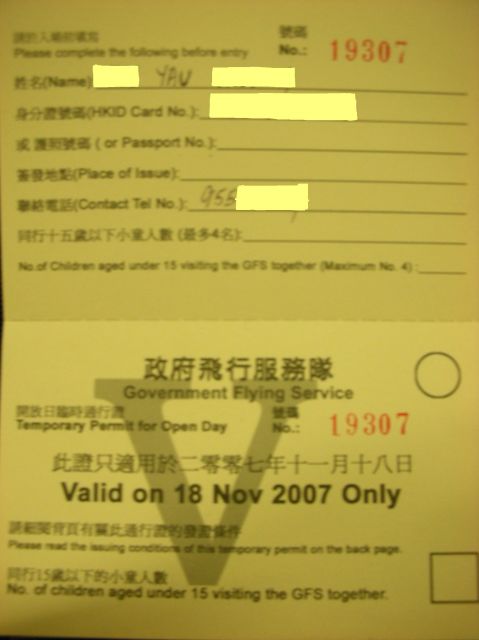 請於入場前填寫 號碼
Please complete the following before entry No.: 19307
姓名(Name) YAU
身分證號碼(HKID Card No.):
或 護照號碼 ( or Passport No.):
簽發地點(Place of Issue):
聯絡電話(Contact Tel No.): 955
同行十五歲以下小童人數 (最多4名):
No.of Children aged under 15 visiting the GFS together (Maximum No. 4) :
政府飛行服務隊
Government Flying Service
開放日臨時通行證 號碼
Temporary Permit for Open Day No.: 19307
V
此證只適用於二零零七年十一月十八日
Valid on 18 Nov 2007 Only
請細閱背頁有關此通行證的發證條件
Please read the issuing conditions of this temporary permit on the back page.
同行15歲以下的小童人數
No. of children aged under 15 visiting the GFS together.